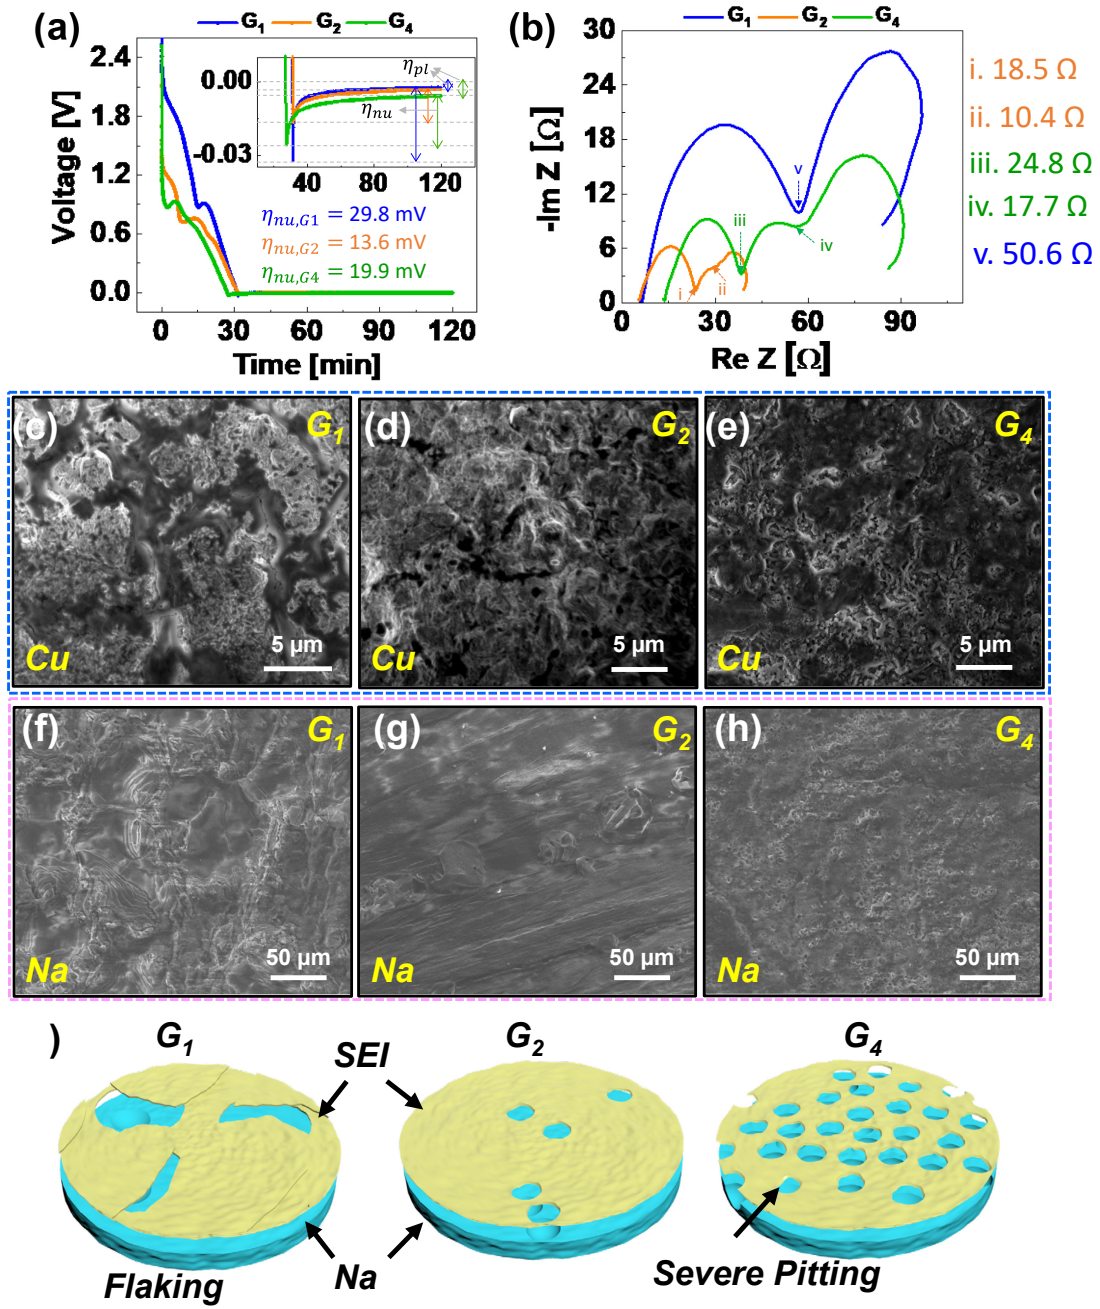 (a)
G1 G2 G4
Voltage [V]
2.4
1.8
1.2
0.6
0.0
0 30 60 90 120
Time [min]
0.00
-0.03
40 80 120
ηpl
ηnu
ηnu,G1 = 29.8 mV
ηnu,G2 = 13.6 mV
ηnu,G4 = 19.9 mV
(b)
G1 G2 G4
-Im Z [Ω]
30
24
18
12
6
0
0 30 60 90
Re Z [Ω]
v
iii
iv
i
ii
i. 18.5 Ω
ii. 10.4 Ω
iii. 24.8 Ω
iv. 17.7 Ω
v. 50.6 Ω
(c) G1
Cu 5 µm
(d) G2
Cu 5 µm
(e) G4
Cu 5 µm
(f) G1
Na 50 µm
(g) G2
Na 50 µm
(h) G4
Na 50 µm
)
G1
G2
G4
SEI
Flaking
Na
Severe Pitting